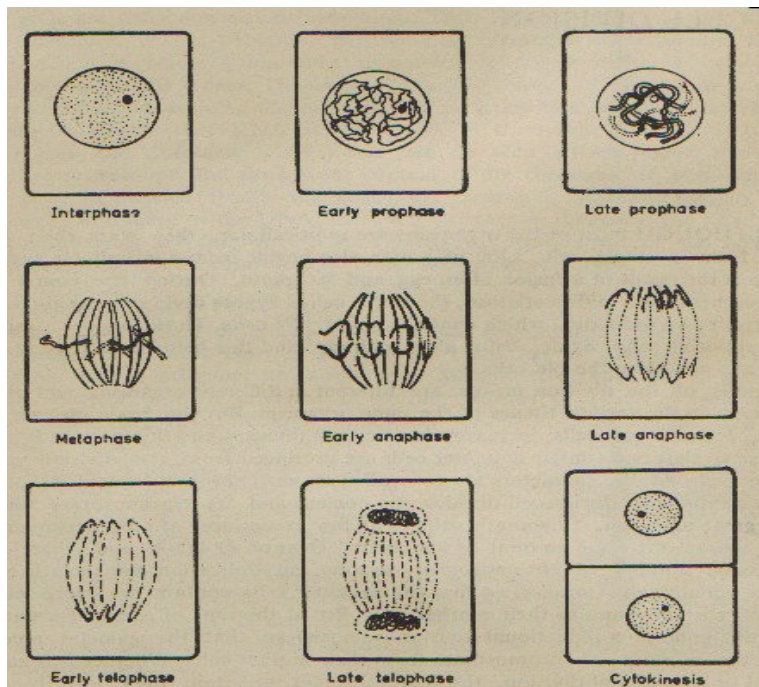 Interphase
Early prophase
Late prophase
Metaphase
Early anaphase
Late anaphase
Early telophase
Late telophase
Cytokinesis